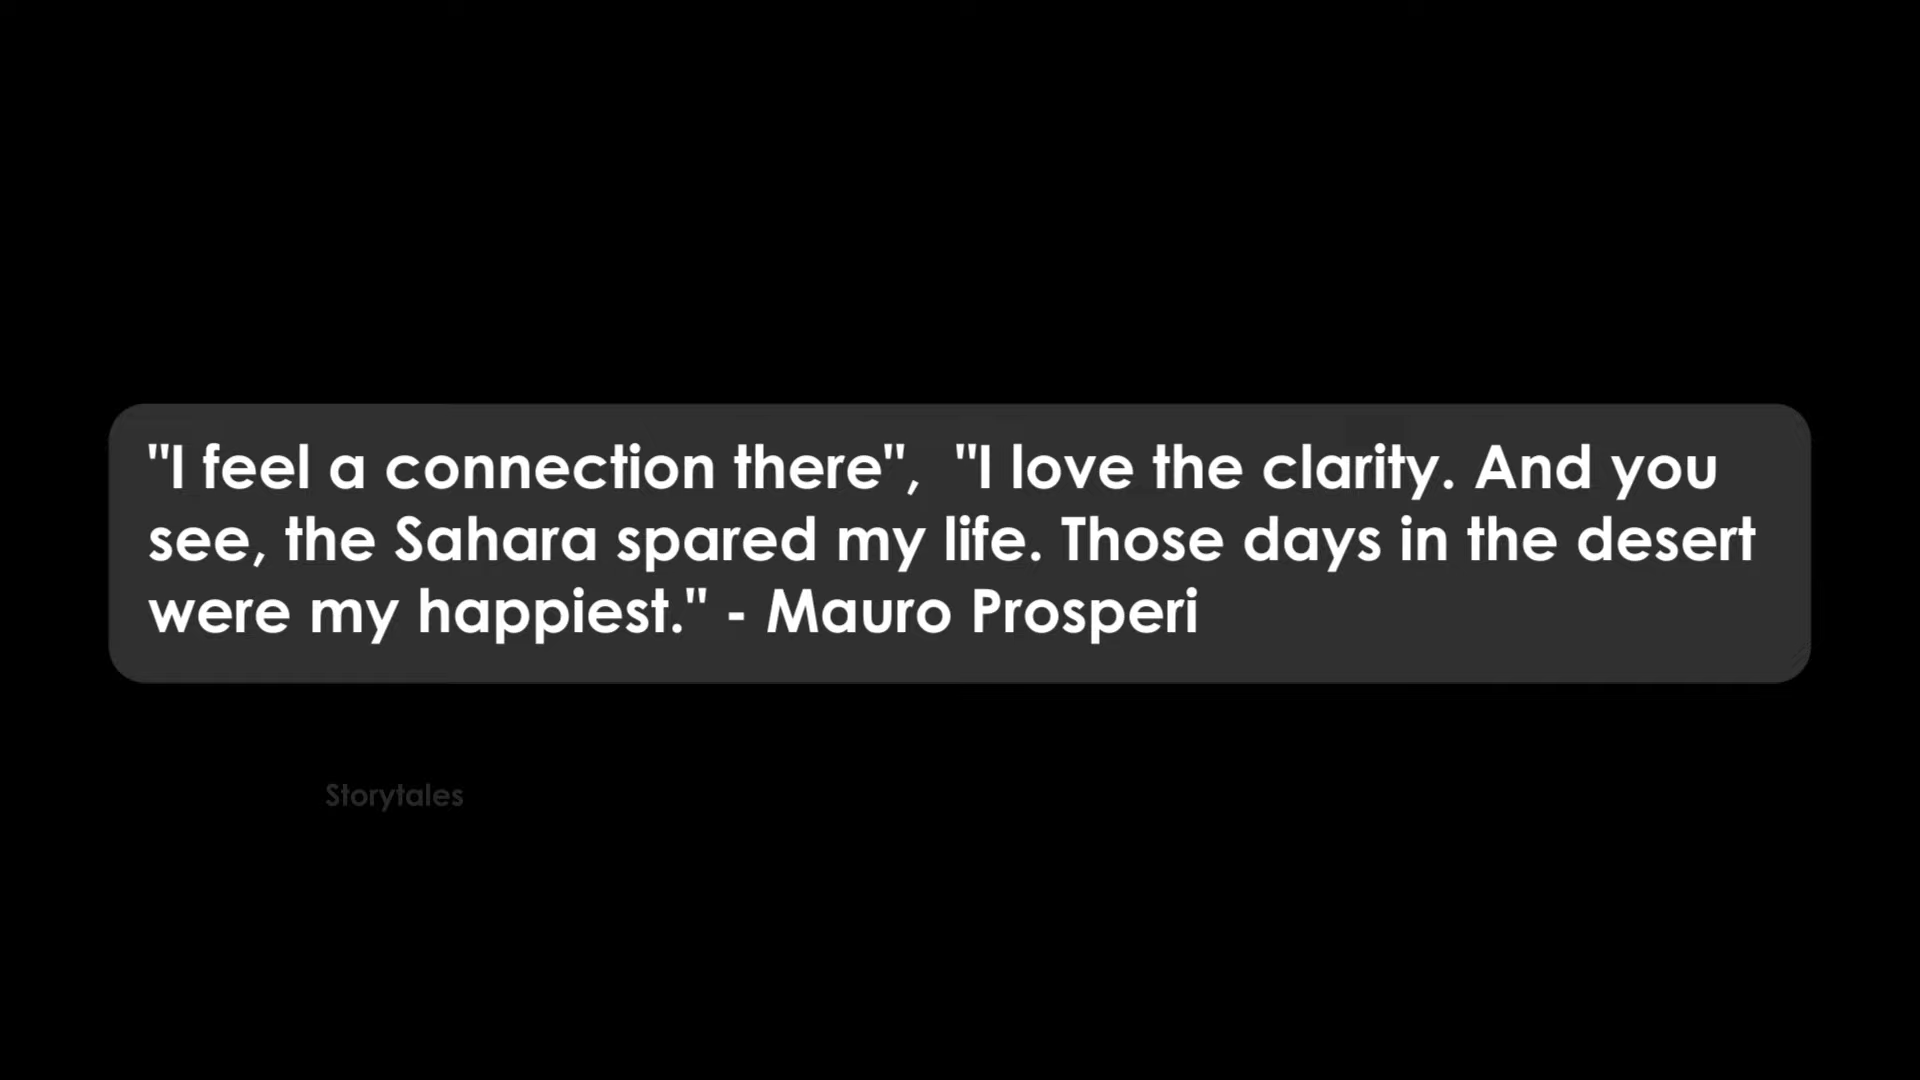 "I feel a connection there",  "I love the clarity. And you
see, the Sahara spared my life. Those days in the desert
were my happiest." - Mauro Prosperi
Storytales